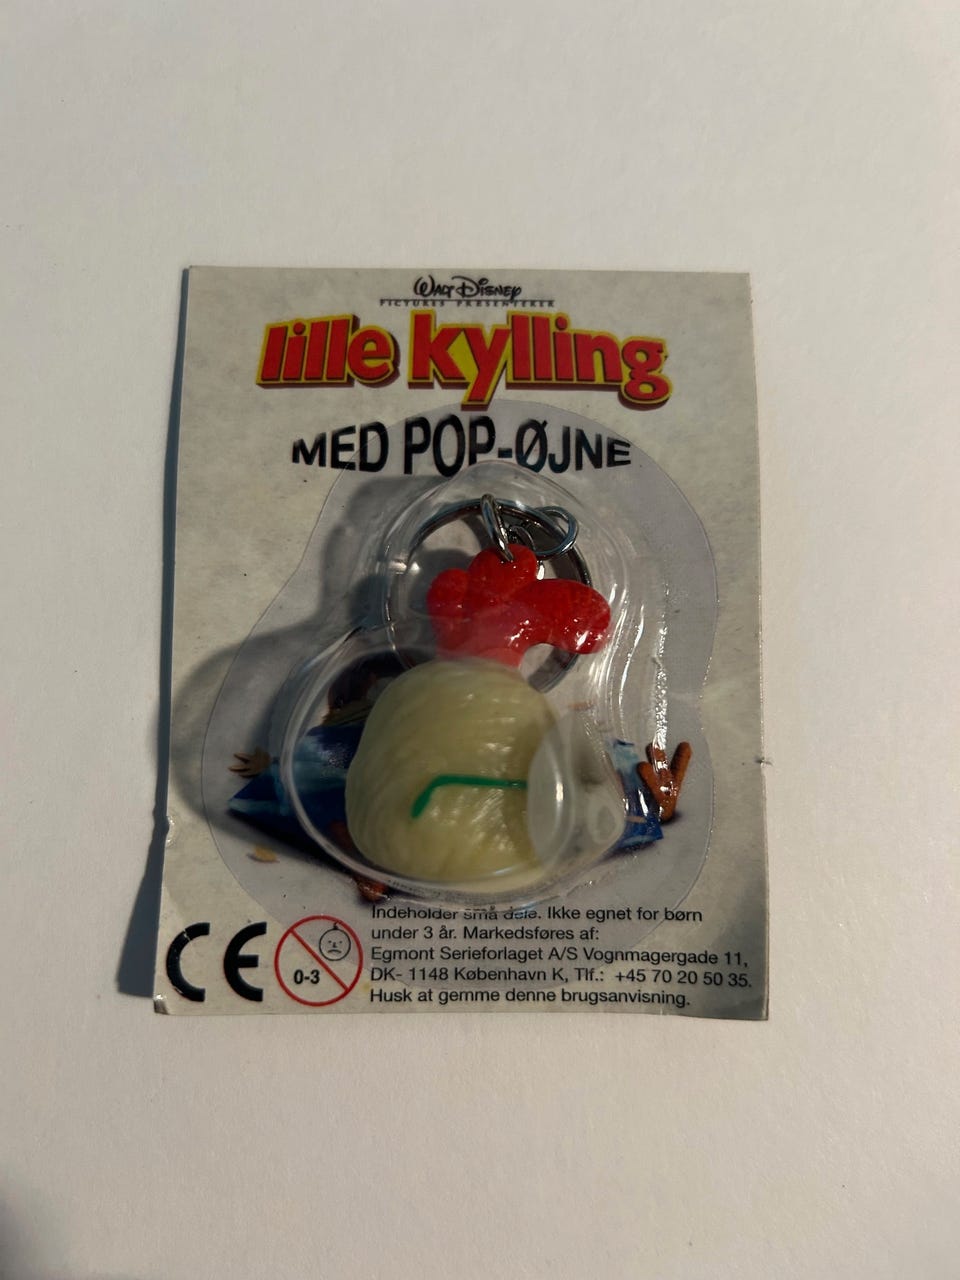 Walt Disney
PICTURES PRÆSENTERER
lille kylling
MED POP-ØJNE
CE
0-3
Indeholder små dele. Ikke egnet for børn
under 3 år. Markedsføres af:
Egmont Serieforlaget A/S Vognmagergade 11,
DK- 1148 København K, Tlf.: +45 70 20 50 35.
Husk at gemme denne brugsanvisning.